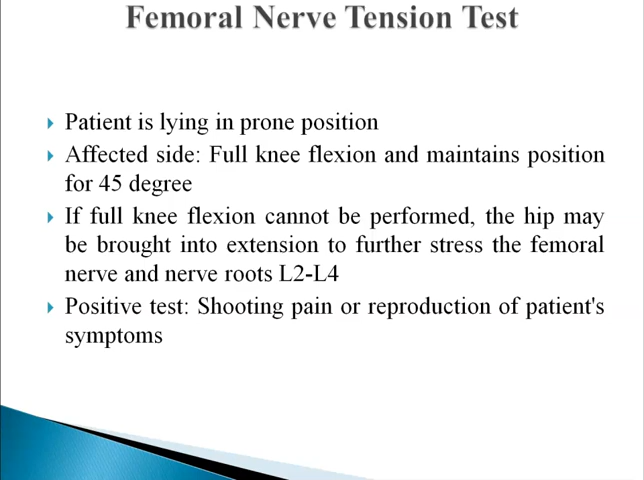 Femoral Nerve Tension Test
Patient is lying in prone position
Affected side: Full knee flexion and maintains position
for 45 degree
If full knee flexion cannot be performed, the hip may
be brought into extension to further stress the femoral
nerve and nerve roots L2-L4
Positive test: Shooting pain or reproduction of patient's
symptoms